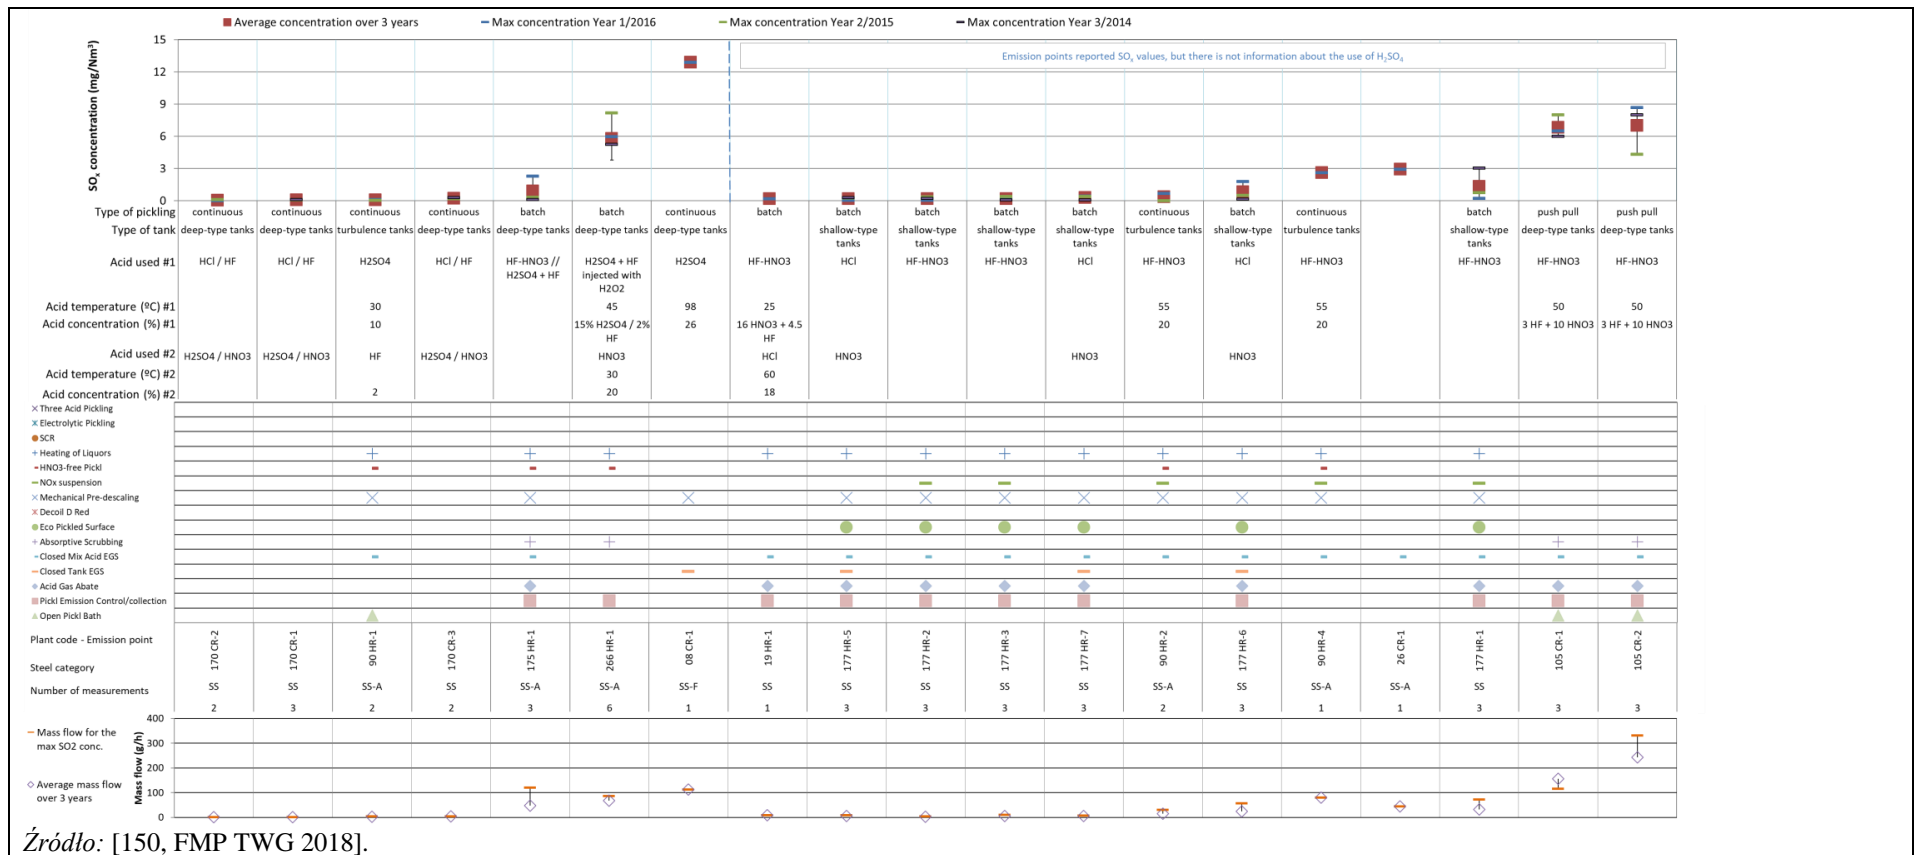 Average concentration over 3 years Max concentration Year 1/2016 Max concentration Year 2/2015 Max concentration Year 3/2014
SOx concentration (mg/Nm³)
15
12
9
6
3
0
Emission points reported SOx values, but there is not information about the use of H2SO4
Type of pickling continuous continuous continuous continuous batch batch continuous batch batch batch batch batch continuous batch continuous batch push pull push pull
Type of tank deep-type tanks deep-type tanks turbulence tanks deep-type tanks deep-type tanks deep-type tanks deep-type tanks shallow-type tanks shallow-type tanks shallow-type tanks shallow-type tanks turbulence tanks shallow-type tanks turbulence tanks shallow-type tanks deep-type tanks deep-type tanks
Acid used #1 HCl / HF HCl / HF H2SO4 HCl / HF HF-HNO3 // H2SO4 + HF H2SO4 + HF injected with H2O2 H2SO4 HF-HNO3 HCl HF-HNO3 HF-HNO3 HCl HF-HNO3 HCl HF-HNO3 HF-HNO3 HF-HNO3 HF-HNO3
Acid temperature (ºC) #1 30 45 98 25 55 55 50 50
Acid concentration (%) #1 10 15% H2SO4 / 2% HF 26 16 HNO3 + 4.5 HF 20 20 3 HF + 10 HNO3 3 HF + 10 HNO3
Acid used #2 H2SO4 / HNO3 H2SO4 / HNO3 HF H2SO4 / HNO3 HNO3 HCl HNO3 HNO3 HNO3
Acid temperature (ºC) #2 30 60
Acid concentration (%) #2 2 20 18
Three Acid Pickling
Electrolytic Pickling
SCR
Heating of Liquors
HNO3-free Pickl
NOx suspension
Mechanical Pre-descaling
Decoil D Red
Eco Pickled Surface
Absorptive Scrubbing
Closed Mix Acid EGS
Closed Tank EGS
Acid Gas Abate
Pickl Emission Control/collection
Open Pickl Bath
Plant code - Emission point 170 CR-2 170 CR-1 90 HR-1 170 CR-3 175 HR-1 266 HR-1 08 CR-1 19 HR-1 177 HR-5 177 HR-2 177 HR-3 177 HR-7 90 HR-2 177 HR-6 90 HR-4 26 CR-1 177 HR-1 105 CR-1 105 CR-2
Steel category SS SS SS-A SS SS-A SS-A SS-F SS SS SS SS SS SS-A SS SS-A SS-A SS
Number of measurements 2 3 2 2 3 6 1 1 3 3 3 3 2 3 1 1 3 3 3
Mass flow for the max SO2 conc.
Average mass flow over 3 years
Mass flow (g/h)
400
300
200
100
0
Źródło: [150, FMP TWG 2018].